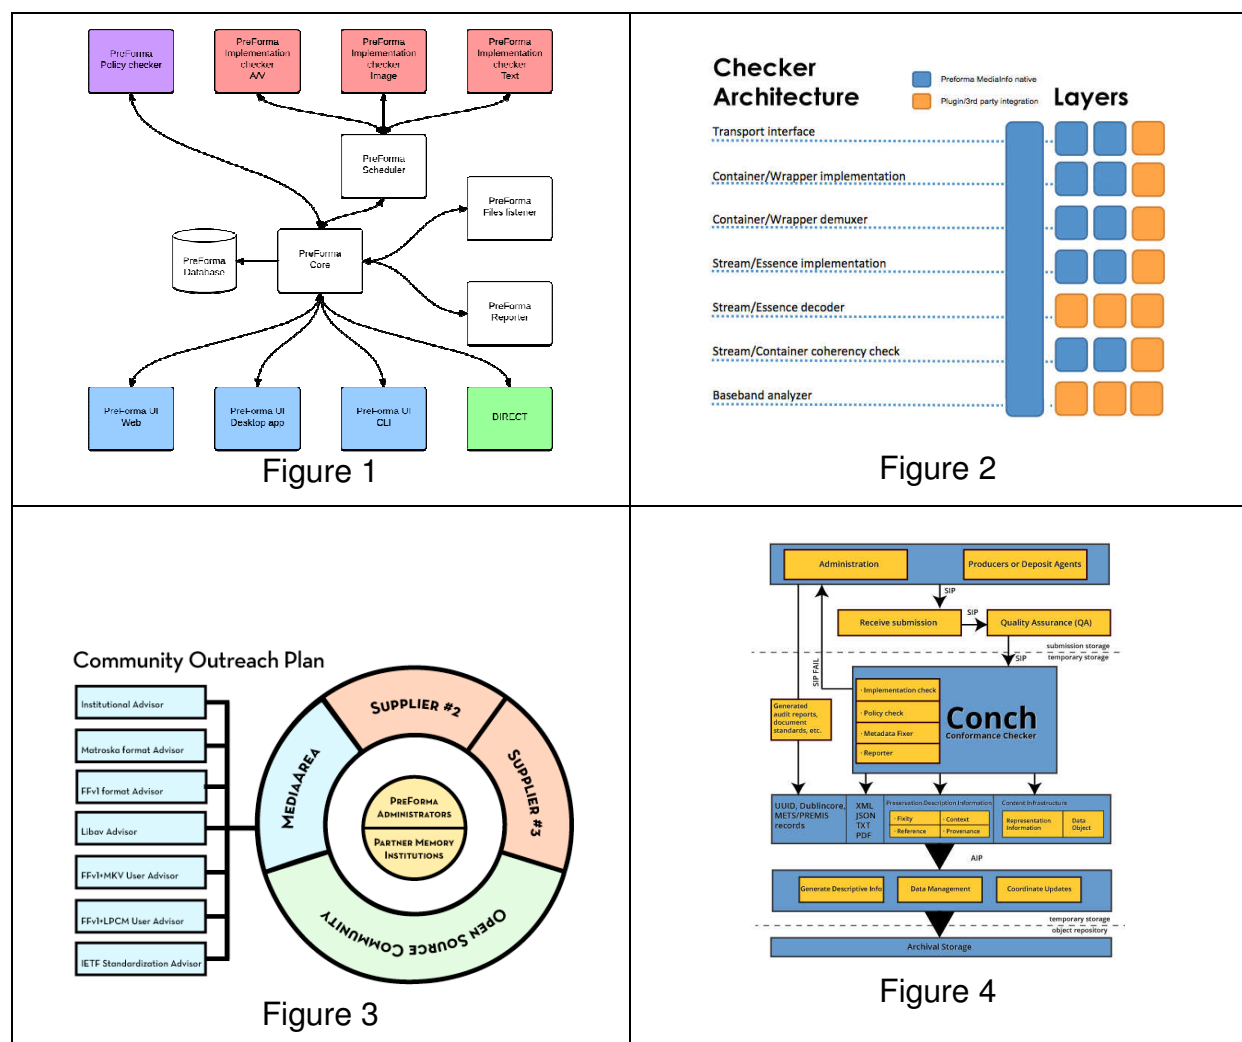 PreForma
Policy checker
PreForma
Implementation
checker
A/V
PreForma
Implementation
checker
Image
PreForma
Implementation
checker
Text
PreForma
Scheduler
PreForma
Files listener
PreForma
Database
PreForma
Core
PreForma
Reporter
PreForma UI
Web
PreForma UI
Desktop app
PreForma UI
CLI
DIRECT
Figure 1
Checker
Architecture
Preforma MediaInfo native
Plugin/3rd party integration
Layers
Transport interface
Container/Wrapper implementation
Container/Wrapper demuxer
Stream/Essence implementation
Stream/Essence decoder
Stream/Container coherency check
Baseband analyzer
Figure 2
Community Outreach Plan
Institutional Advisor
Matroska format Advisor
FFv1 format Advisor
Libav Advisor
FFv1+MKV User Advisor
FFv1+LPCM User Advisor
IETF Standardization Advisor
MediaArea
Supplier #2
Supplier #3
Open Source Community
PreForma
Administrators
Partner Memory
Institutions
Figure 3
Administration
Producers or Deposit Agents
SIP
Receive submission
SIP
Quality Assurance (QA)
submission storage
temporary storage
SIP
SIP FAIL
Generated
audit reports,
document
standards, etc.
· Implementation check
· Policy check
· Metadata Fixer
· Reporter
Conch
Conformance Checker
UUID, Dublincore,
METS/PREMIS
records
XML
JSON
TXT
PDF
Preservation Description Information
· Fixity
· Context
· Reference
· Provenance
Content Infrastructure
Representation
Information
Data
Object
AIP
Generate Descriptive Info
Data Management
Coordinate Updates
temporary storage
object repository
Archival Storage
Figure 4